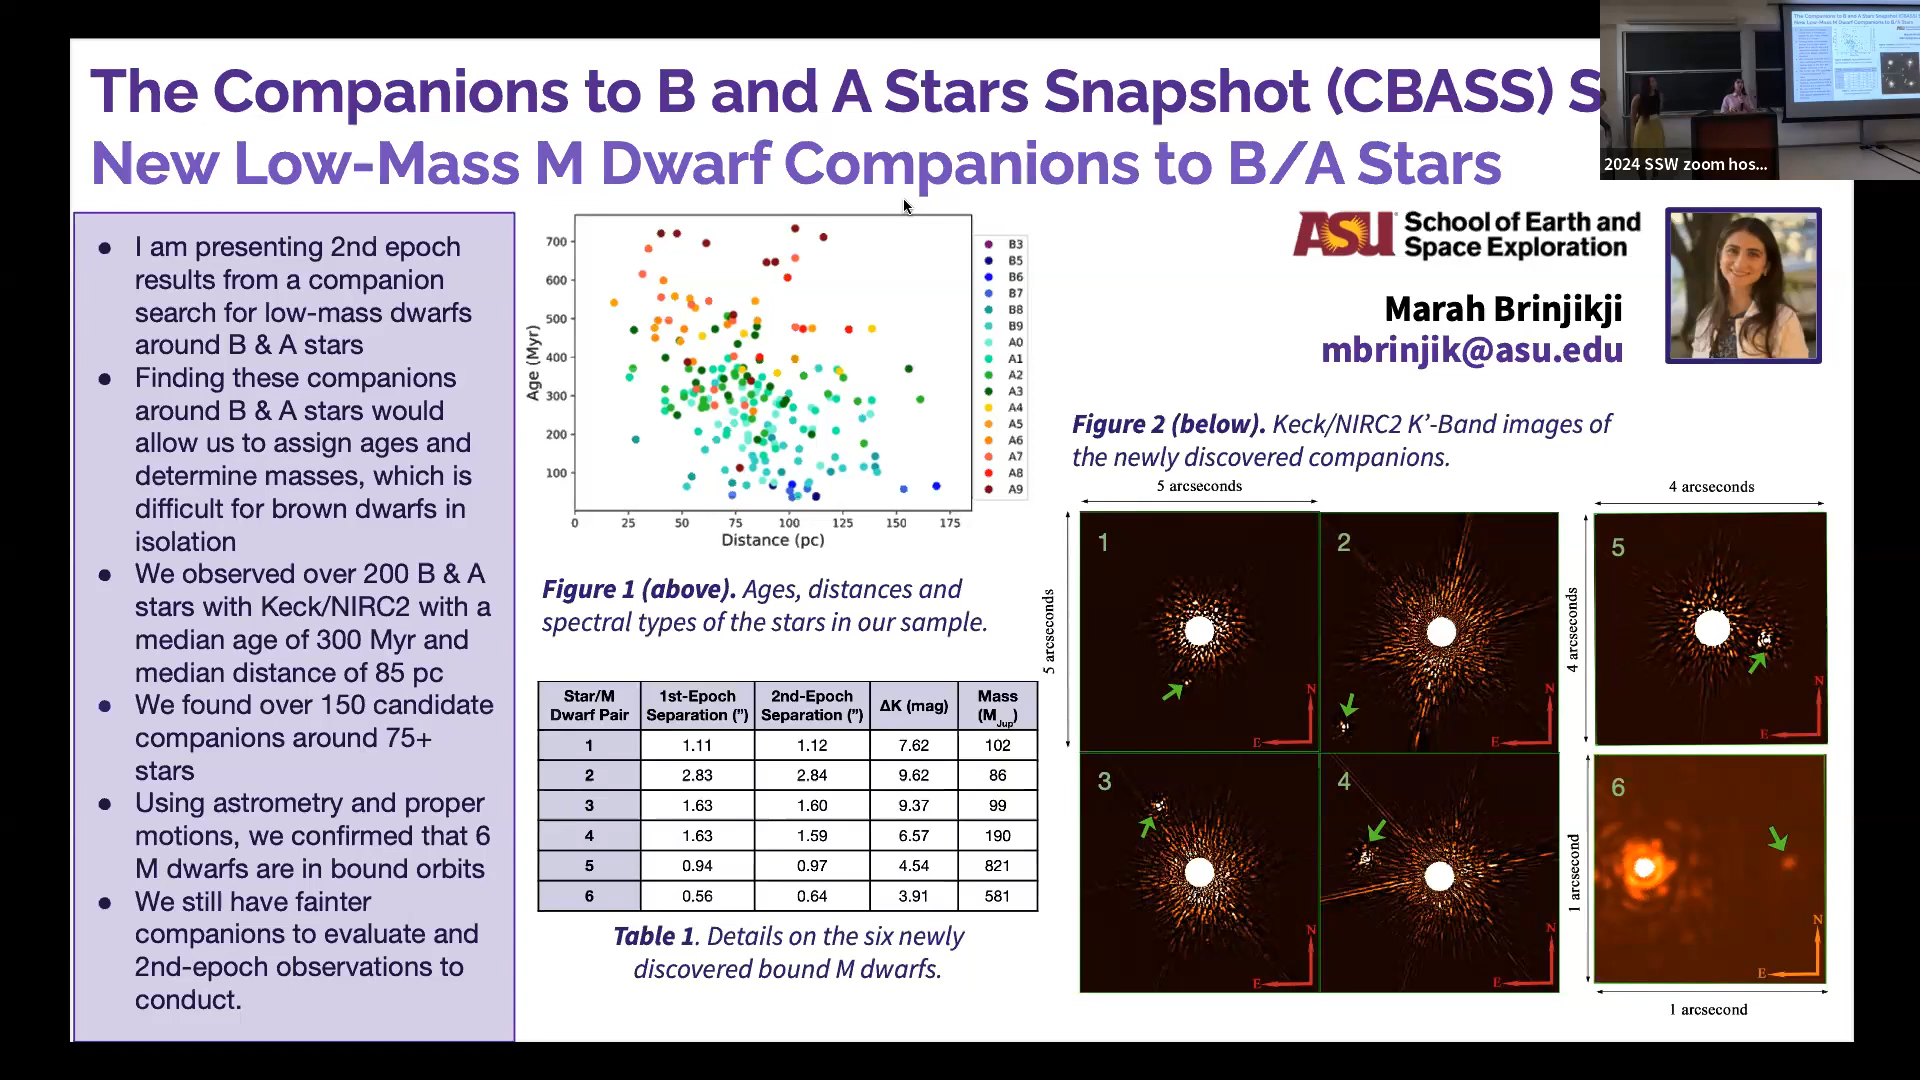 The Companions to B and A Stars Snapshot (CBASS) S
New Low-Mass M Dwarf Companions to B/A Stars
2024 SSW zoom hos...
● I am presenting 2nd epoch
results from a companion
search for low-mass dwarfs
around B & A stars
● Finding these companions
around B & A stars would
allow us to assign ages and
determine masses, which is
difficult for brown dwarfs in
isolation
● We observed over 200 B & A
stars with Keck/NIRC2 with a
median age of 300 Myr and
median distance of 85 pc
● We found over 150 candidate
companions around 75+
stars
● Using astrometry and proper
motions, we confirmed that 6
M dwarfs are in bound orbits
● We still have fainter
companions to evaluate and
2nd-epoch observations to
conduct.
Age (Myr)
700
600
500
400
300
200
100
0 25 50 75 100 125 150 175
Distance (pc)
B3
B5
B6
B7
B8
B9
A0
A1
A2
A3
A4
A5
A6
A7
A8
A9
Figure 1 (above). Ages, distances and
spectral types of the stars in our sample.
Star/M Dwarf Pair | 1st-Epoch Separation (”) | 2nd-Epoch Separation (”) | ΔK (mag) | Mass (MJup)
1 1.11 1.12 7.62 102
2 2.83 2.84 9.62 86
3 1.63 1.60 9.37 99
4 1.63 1.59 6.57 190
5 0.94 0.97 4.54 821
6 0.56 0.64 3.91 581
Table 1. Details on the six newly
discovered bound M dwarfs.
ASU School of Earth and
Space Exploration
Marah Brinjikji
mbrinjik@asu.edu
Figure 2 (below). Keck/NIRC2 K’-Band images of
the newly discovered companions.
5 arcseconds
5 arcseconds
1
N
E
2
N
E
3
N
E
4
N
E
4 arcseconds
4 arcseconds
5
N
E
1 arcsecond
6
N
E
1 arcsecond